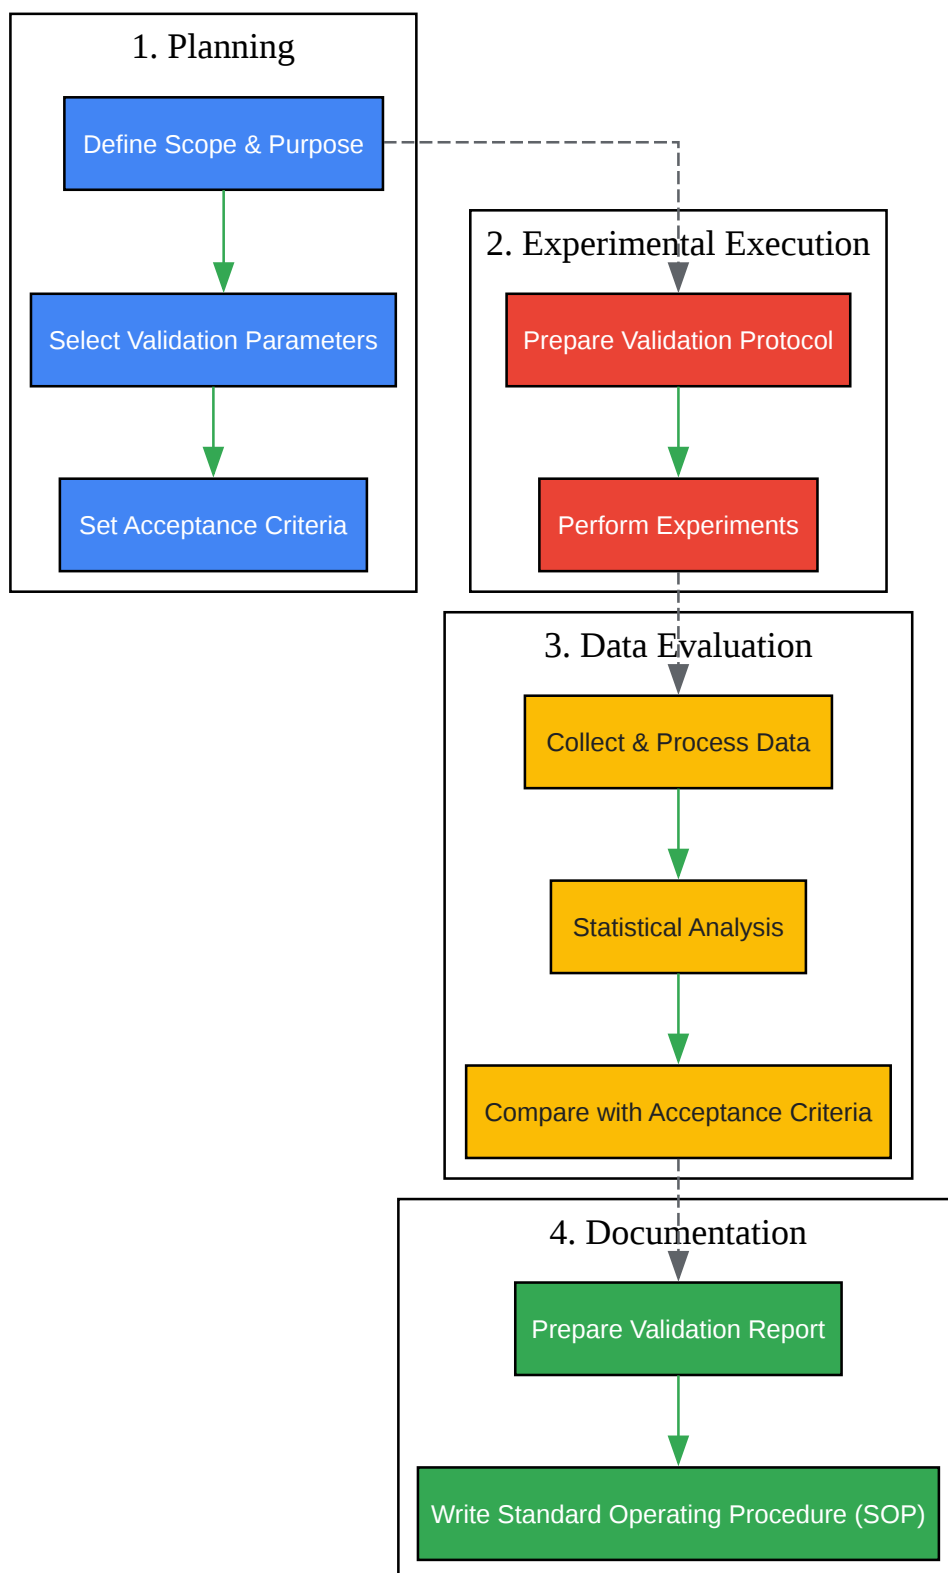 1. Planning
Define Scope & Purpose
Select Validation Parameters
Set Acceptance Criteria
2. Experimental Execution
Prepare Validation Protocol
Perform Experiments
3. Data Evaluation
Collect & Process Data
Statistical Analysis
Compare with Acceptance Criteria
4. Documentation
Prepare Validation Report
Write Standard Operating Procedure (SOP)